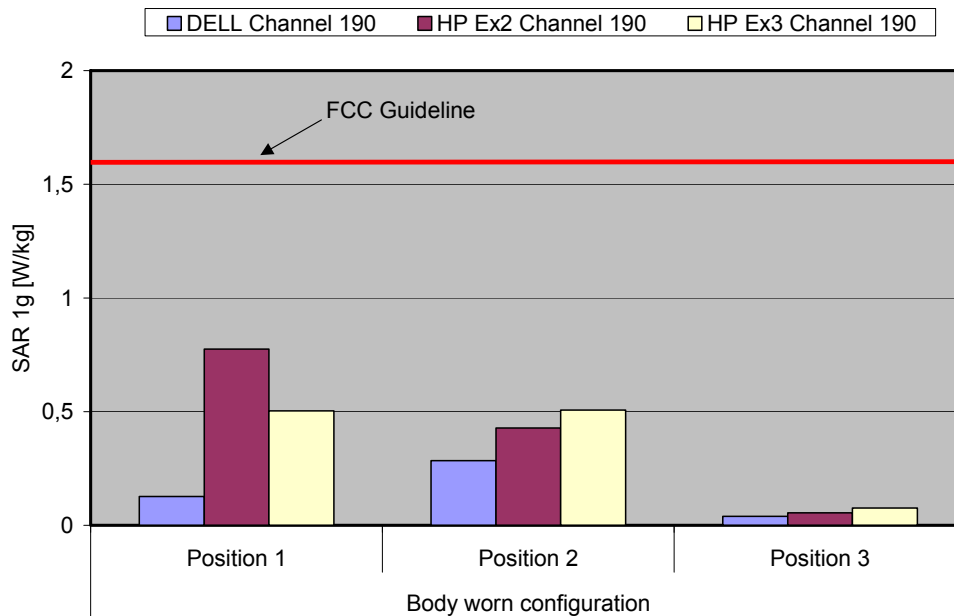 DELL Channel 190 HP Ex2 Channel 190 HP Ex3 Channel 190
2
FCC Guideline
1,5
1
0,5
0
SAR 1g [W/kg]
Position 1 Position 2 Position 3
Body worn configuration